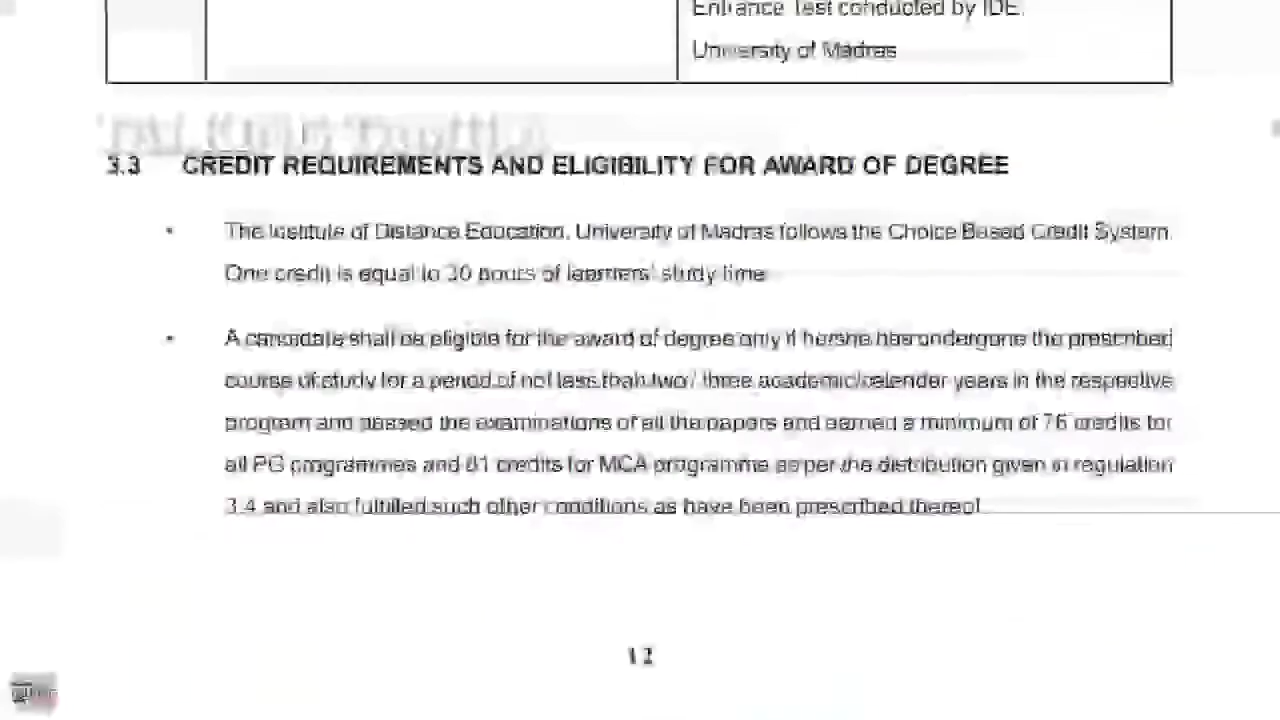 Entrance Test conducted by IDE,
University of Madras
3.3 CREDIT REQUIREMENTS AND ELIGIBILITY FOR AWARD OF DEGREE
• The Institute of Distance Education, University of Madras follows the Choice Based Credit System.
One credit is equal to 30 hours of learners' study time
• A candidate shall be eligible for the award of degree only if he/she has undergone the prescribed
course of study for a period of not less than two / three academic/calender years in the respective
program and passed the examinations of all the papers and earned a minimum of 76 credits for
all PG programmes and 81 credits for MCA programme as per the distribution given in regulation
3.4 and also fulfilled such other conditions as have been prescribed thereof.